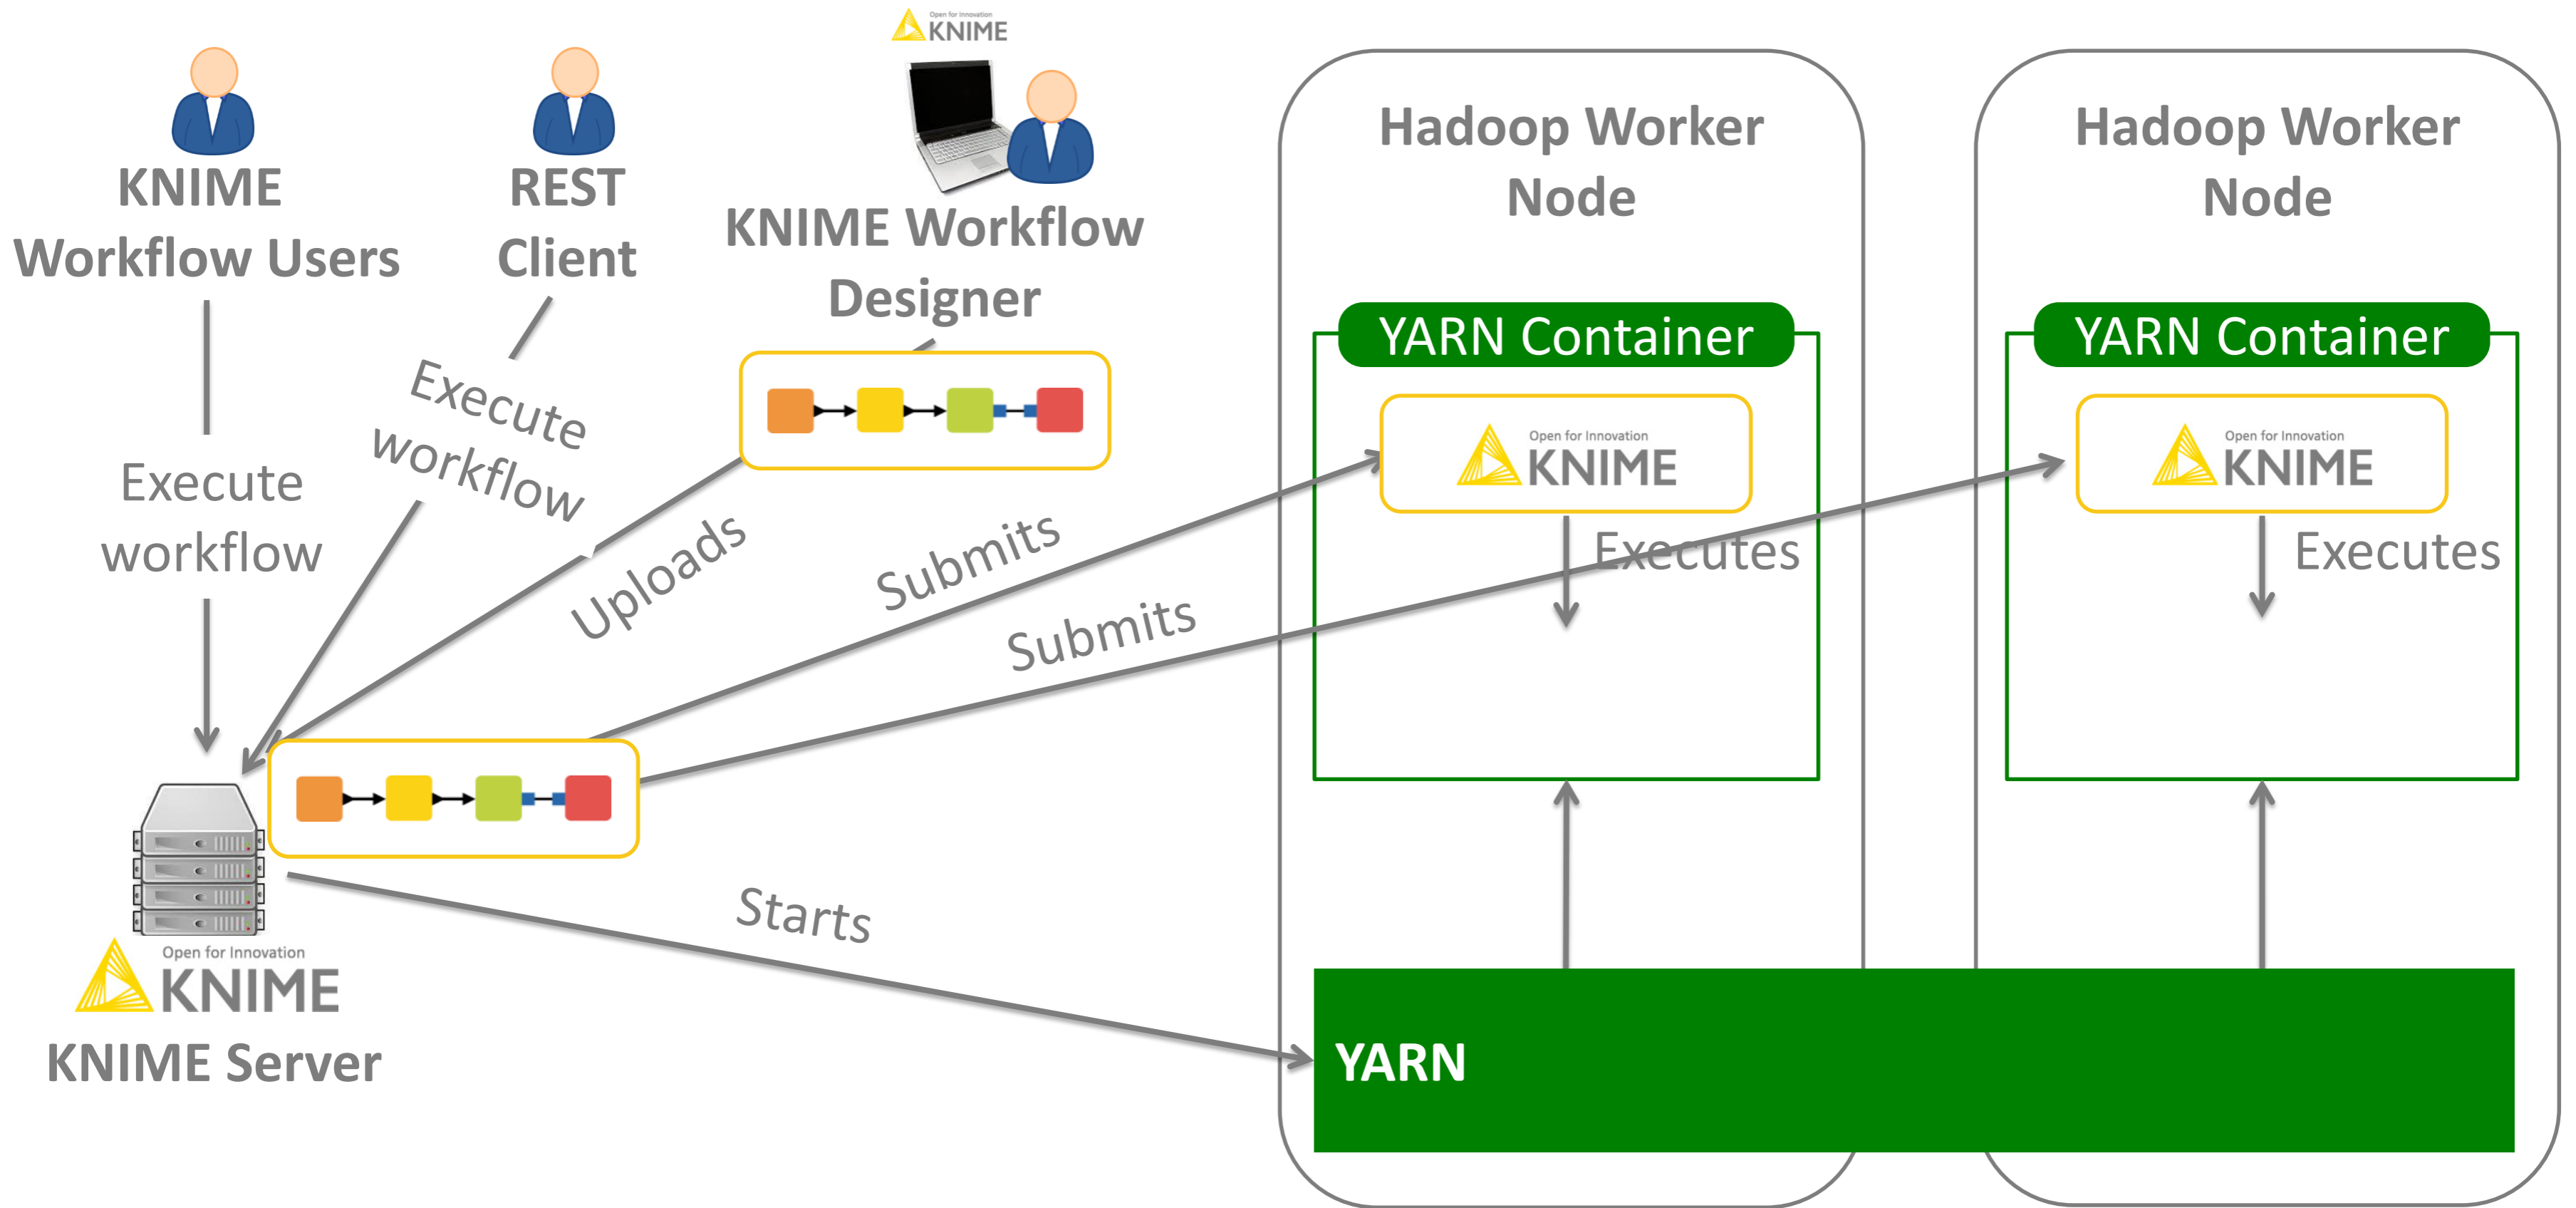 Open for Innovation
KNIME
KNIME
Workflow Users
REST
Client
KNIME Workflow
Designer
Hadoop Worker
Node
Hadoop Worker
Node
YARN Container
YARN Container
Execute
workflow
Execute
workflow
Uploads
Submits
Submits
Open for Innovation
KNIME
Executes
Open for Innovation
KNIME
Executes
Starts
Open for Innovation
KNIME
KNIME Server
YARN